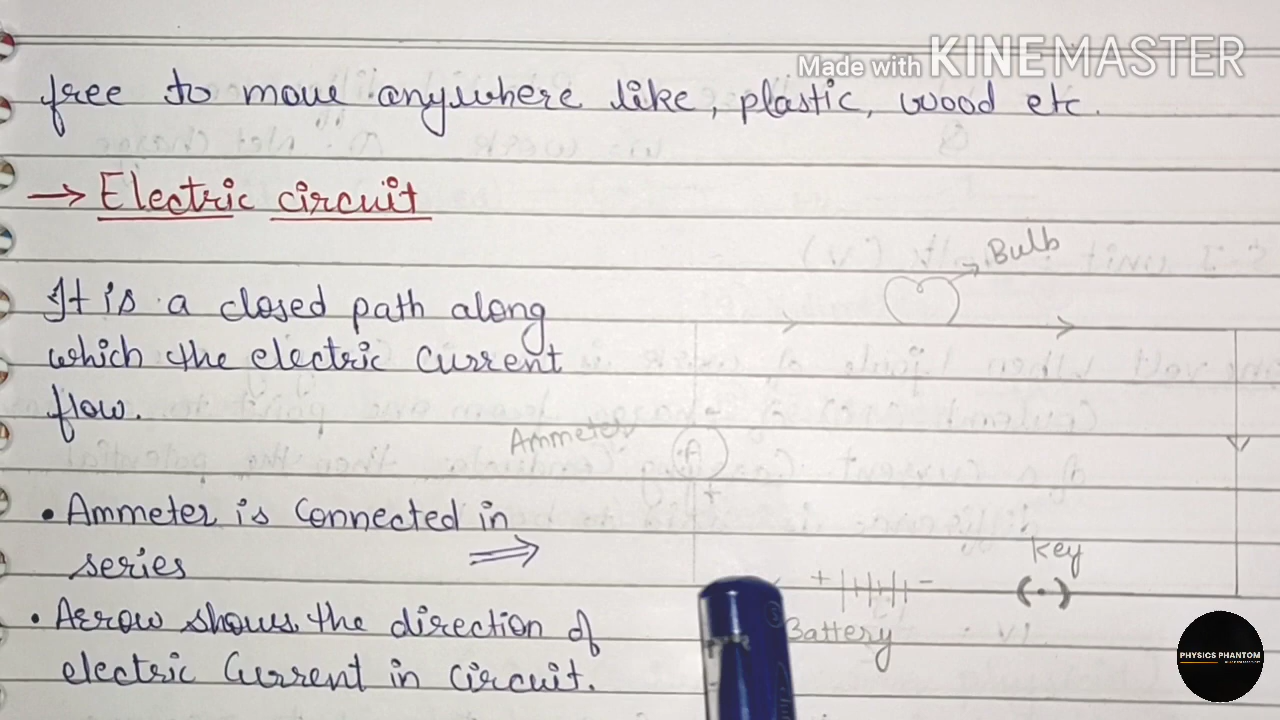 Made with KINEMASTER
free to move anywhere like, plastic, wood etc.
→ Electric circuit
Bulb
It is a closed path along
which the electric current
flow.
Ammeter
A
+
• Ammeter is connected in
series ⇒
Key
+ − (·)
Battery
• Arrow shows the direction of
electric current in circuit.
PHYSICS PHANTOM